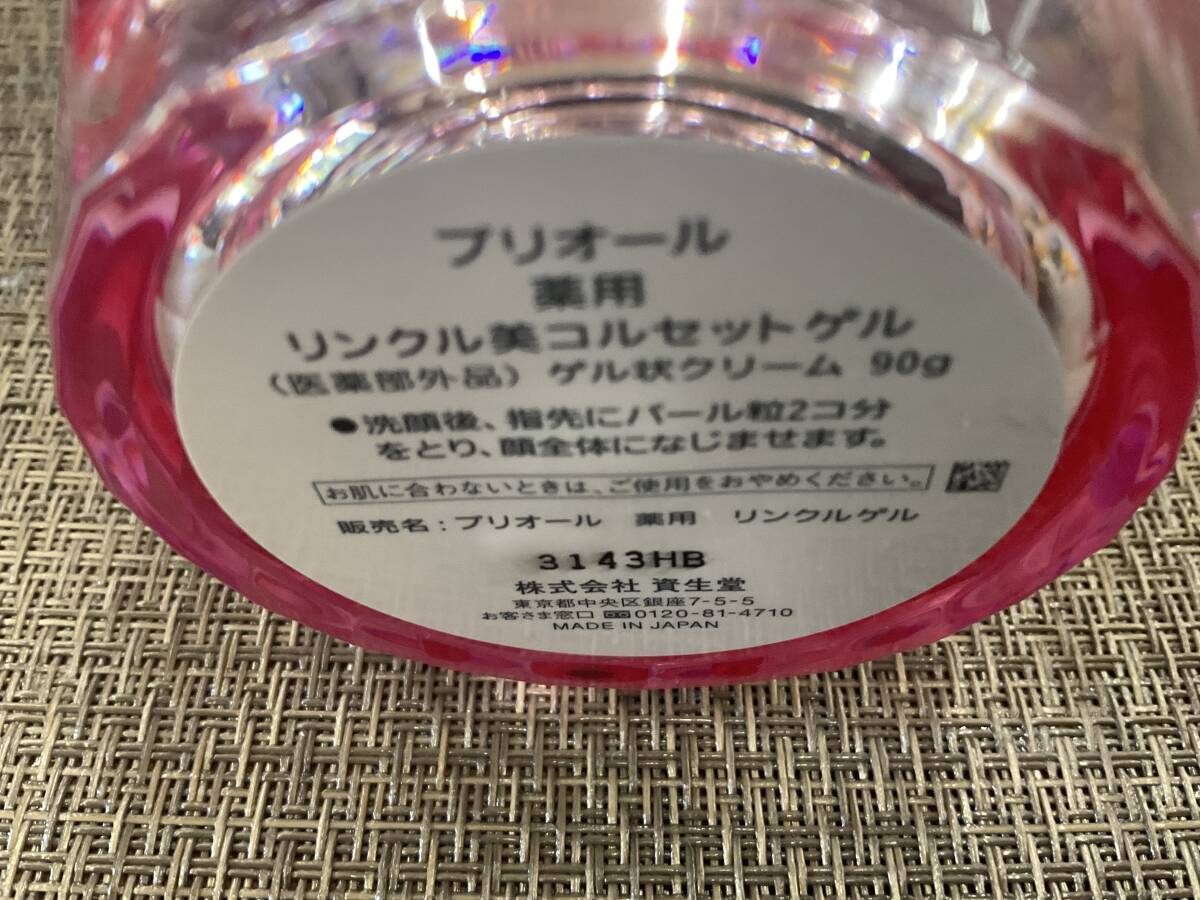 プリオール
薬用
リンクル美コルセットゲル
（医薬部外品） ゲル状クリーム 90g
●洗顔後、指先にパール粒2コ分
をとり、顔全体になじませます。
お肌に合わないときは、ご使用をおやめください。
販売名：プリオール 薬用 リンクルゲル
3143HB
株式会社 資生堂
東京都中央区銀座7-5-5
お客さま窓口 0120-81-4710
MADE IN JAPAN